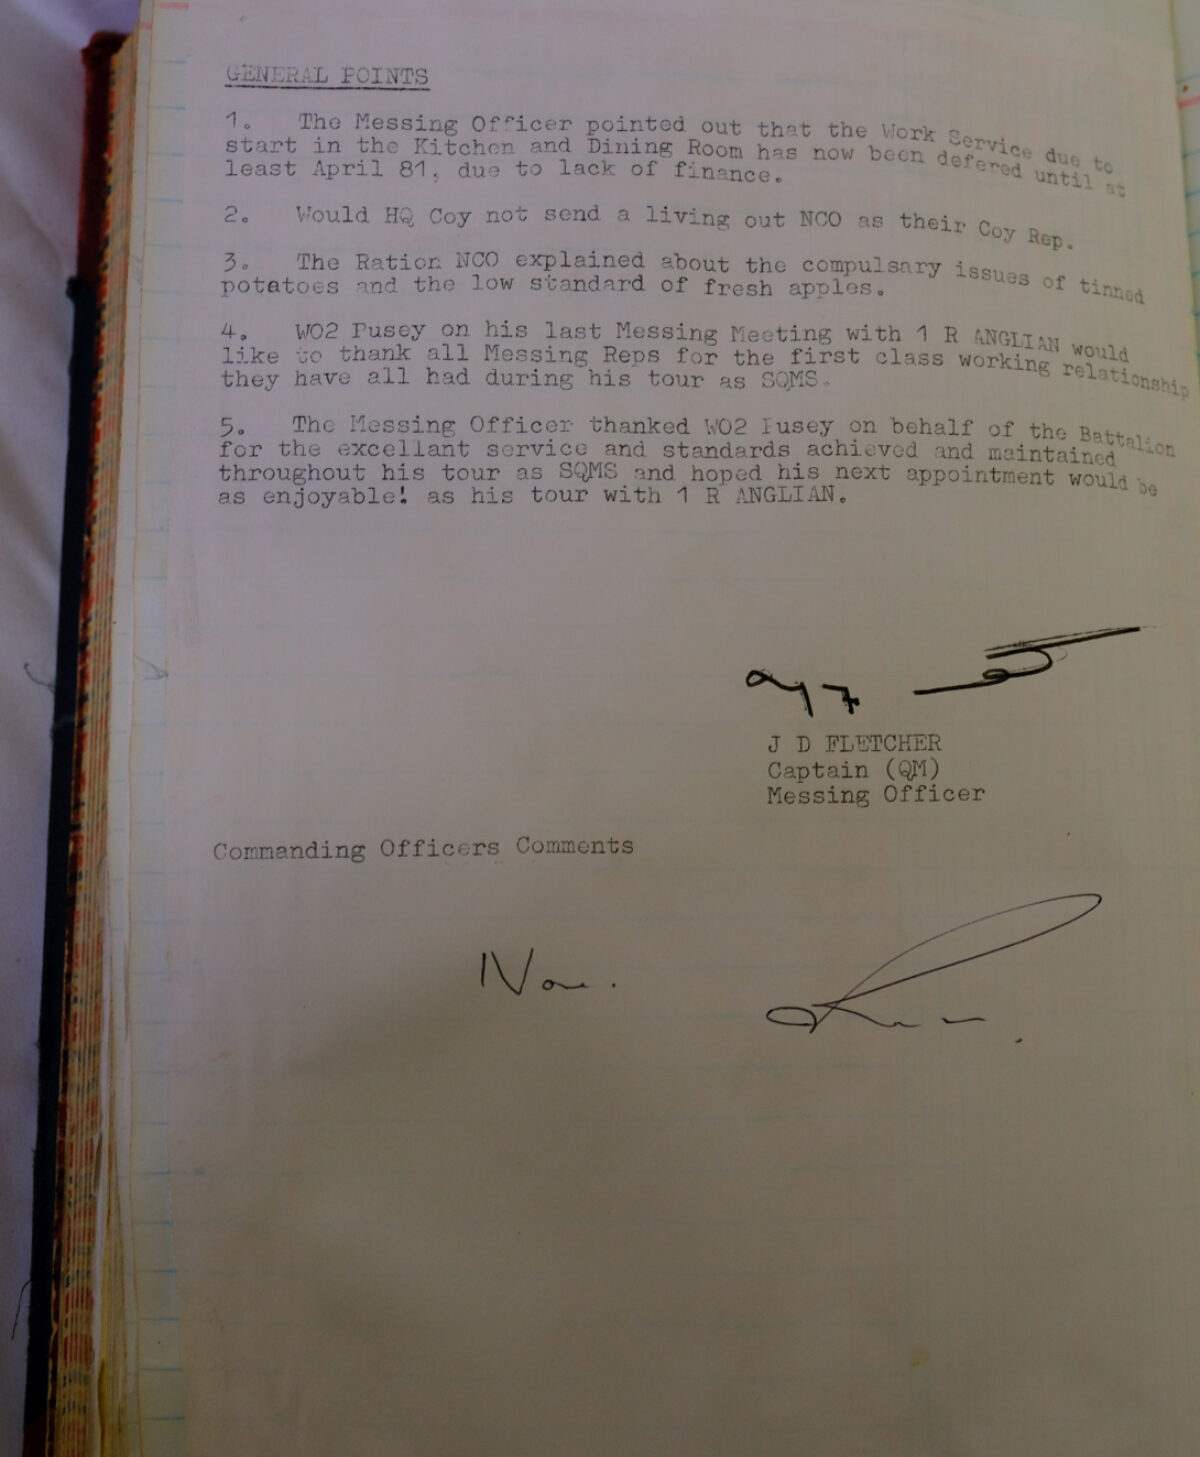 GENERAL POINTS
1. The Messing Officer pointed out that the Work Service due to
start in the Kitchen and Dining Room has now been defered until at
least April 81, due to lack of finance.
2. Would HQ Coy not send a living out NCO as their Coy Rep.
3. The Ration NCO explained about the compulsary issues of tinned
potatoes and the low standard of fresh apples.
4. WO2 Pusey on his last Messing Meeting with 1 R ANGLIAN would
like to thank all Messing Reps for the first class working relationship
they have all had during his tour as SQMS.
5. The Messing Officer thanked WO2 Pusey on behalf of the Battalion
for the excellant service and standards achieved and maintained
throughout his tour as SQMS and hoped his next appointment would be
as enjoyable! as his tour with 1 R ANGLIAN.
J D FLETCHER
Captain (QM)
Messing Officer
Commanding Officers Comments
None.